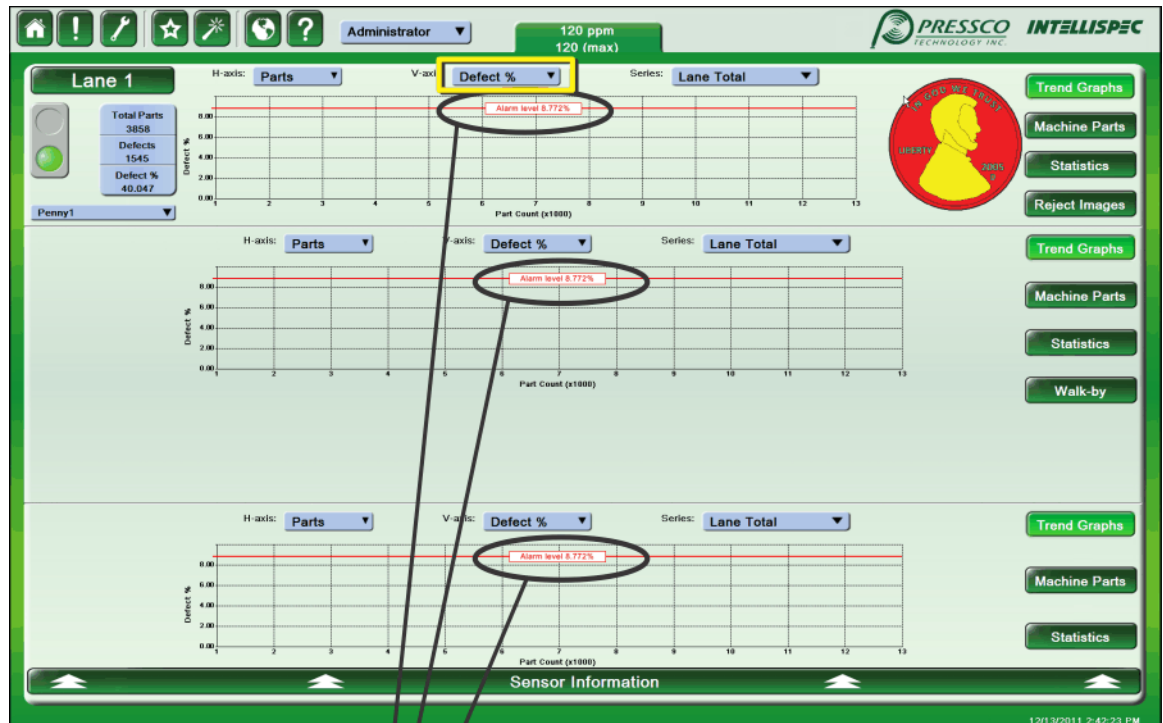 Administrator
120 ppm
120 (max)
PRESSCO
TECHNOLOGY INC.
INTELLISPEC
Lane 1
H-axis: Parts
V-axi Defect %
Series: Lane Total
Trend Graphs
Machine Parts
Statistics
Reject Images
Total Parts
3858
Defects
1545
Defect %
40.047
Penny1
Alarm level 8.772%
Defect %
8.00
6.00
4.00
2.00
0.00
1 2 3 4 5 6 7 8 9 10 11 12 13
Part Count (x1000)
IN GOD WE TRUST
LIBERTY
2005
H-axis: Parts
V-axis: Defect %
Series: Lane Total
Trend Graphs
Machine Parts
Statistics
Walk-by
Alarm level 8.772%
Defect %
8.00
6.00
4.00
2.00
0.00
1 2 3 4 5 6 7 8 9 10 11 12 13
Part Count (x1000)
H-axis: Parts
V-axis: Defect %
Series: Lane Total
Trend Graphs
Machine Parts
Statistics
Alarm level 8.772%
Defect %
8.00
6.00
4.00
2.00
0.00
1 2 3 4 5 6 7 8 9 10 11 12 13
Part Count (x1000)
Sensor Information
12/13/2011 2:42:23 PM